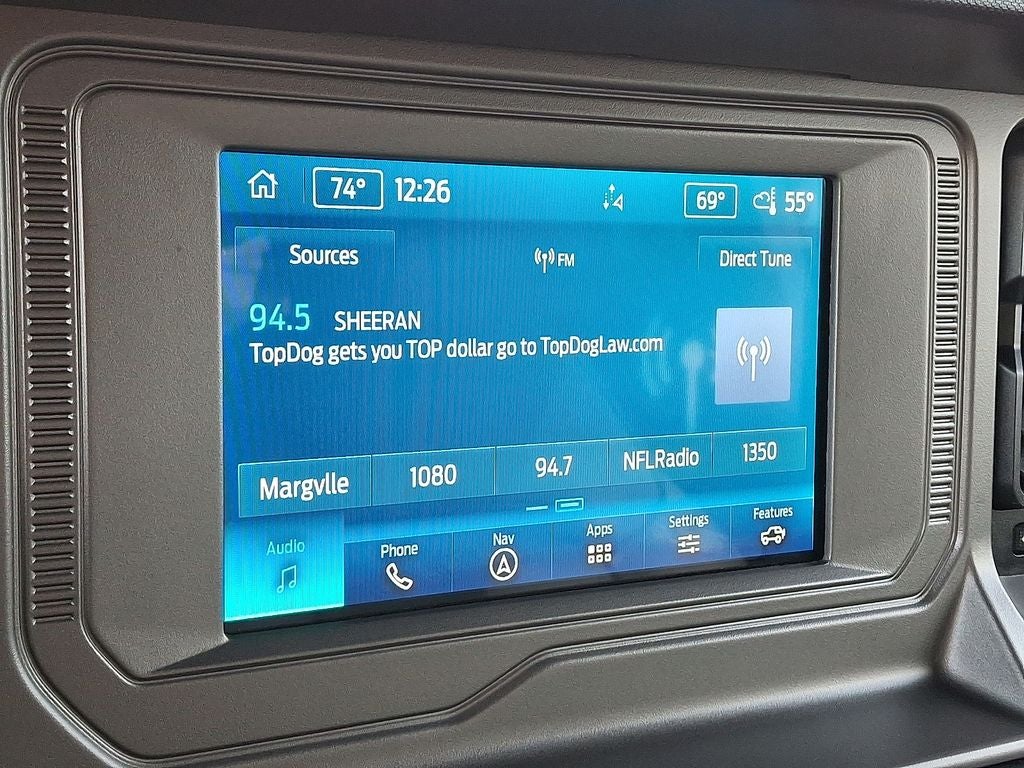 74° 12:26 69° 55°
Sources FM Direct Tune
94.5 SHEERAN
TopDog gets you TOP dollar go to TopDogLaw.com
Margvlle 1080 94.7 NFLRadio 1350
Audio Phone Nav Apps Settings Features